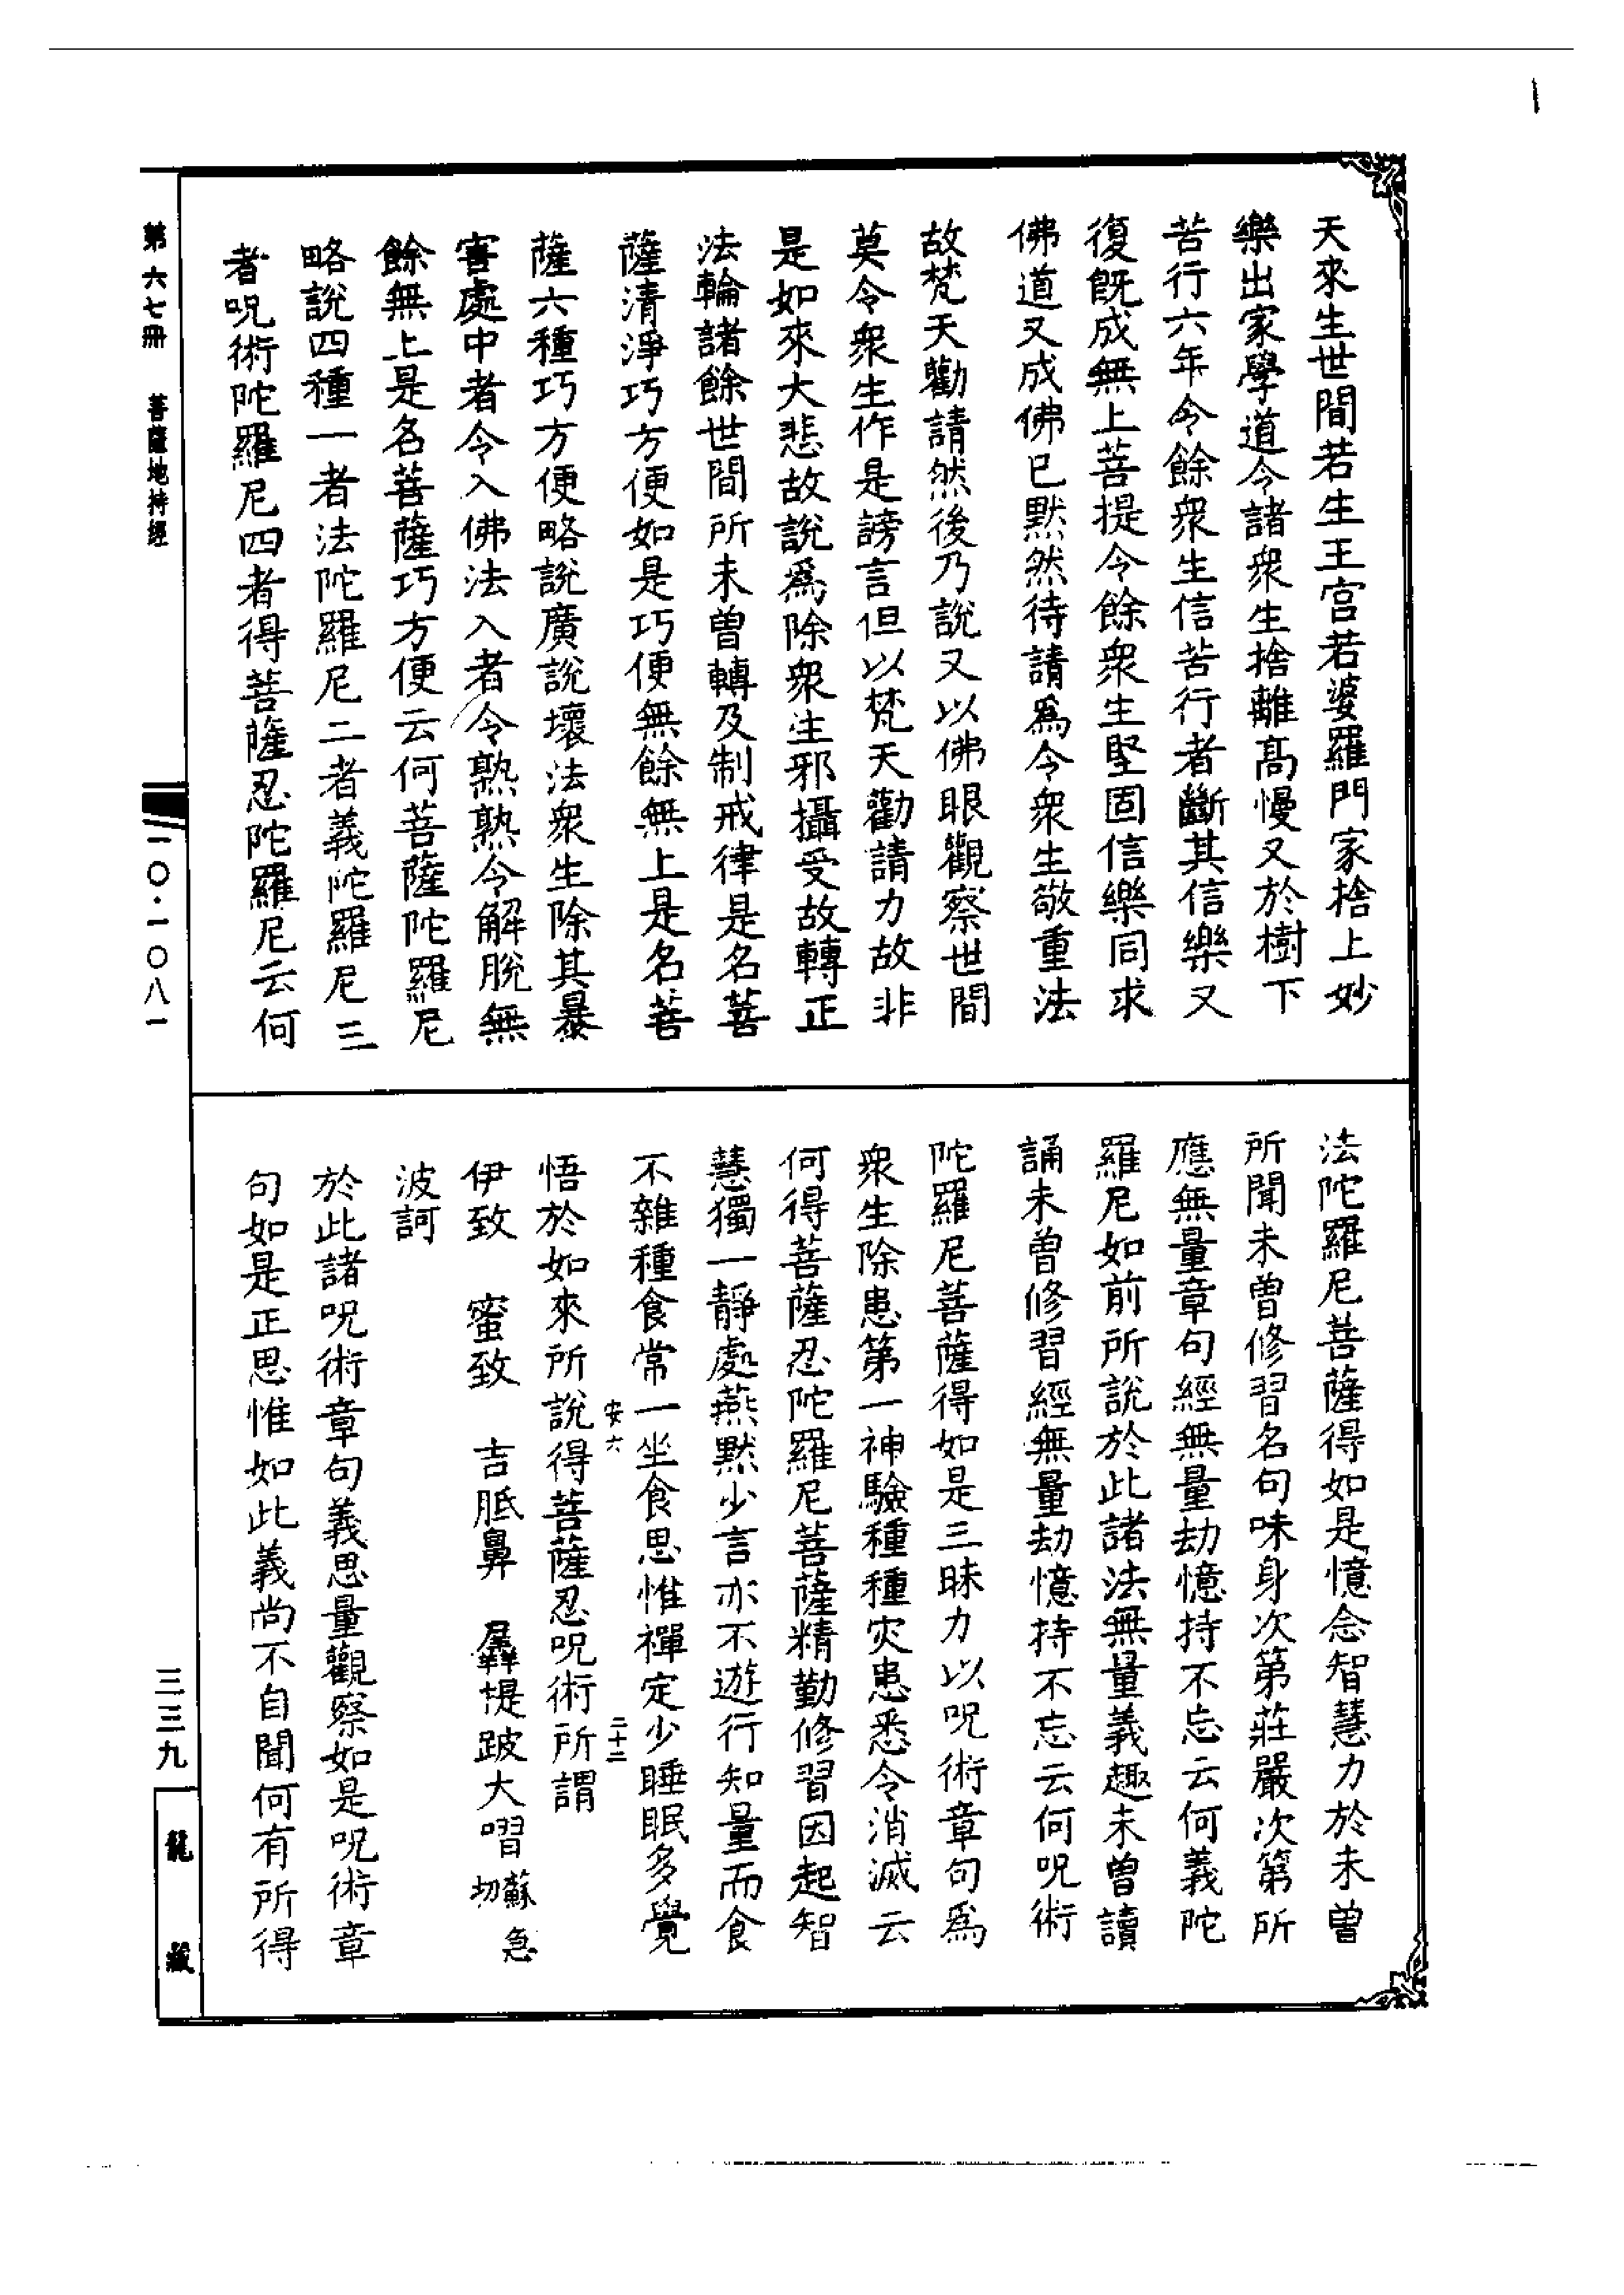 天來生世間若生王宮若婆羅門家捨上妙
樂出家學道令諸衆生捨離高慢又於樹下
苦行六年令餘衆生信苦行者斷其信樂又
復旣成無上菩提令餘衆生堅固信樂同求
佛道又成佛已默然待請爲令衆生敬重法
故梵天勸請然後乃說又以佛眼觀察世間
莫令衆生作是謗言但以梵天勸請力故非
是如來大悲故說爲除衆生邪攝受故轉正
法輪諸餘世間所未曾轉及制戒律是名菩
薩清淨巧方便如是巧便無餘無上是名菩
薩六種巧方便略說廣說壞法衆生除其暴
害處中者令入佛法入者令熟熟令解脫無
餘無上是名菩薩巧方便云何菩薩陀羅尼
略說四種一者法陀羅尼二者義陀羅尼三
者呪術陀羅尼四者得菩薩忍陀羅尼云何
法陀羅尼菩薩得如是憶念智慧力於未曾
所聞未曾修習名句味身次第莊嚴次第所
應無量章句經無量劫憶持不忘云何義陀
羅尼如前所說於此諸法無量義趣未曾讀
誦未曾修習經無量劫憶持不忘云何呪術
陀羅尼菩薩得如是三昧力以呪術章句爲
衆生除患第一神驗種種灾患悉令消滅云
何得菩薩忍陀羅尼菩薩精勤修習因起智
慧獨一靜處燕黙少言亦不遊行知量而食
不雜種食常一坐食思惟禪定少睡眠多覺
安六
二十二
悟於如來所說得菩薩忍呪術所謂
伊致 蜜致 吉胝鼻 羼提跛大㗩蘇急切
波訶
於此諸呪術章句義思量觀察如是呪術章
句如是正思惟如此義尚不自聞何有所得
第六七冊 菩薩地持經
一〇·一〇八一
三三九
龍藏